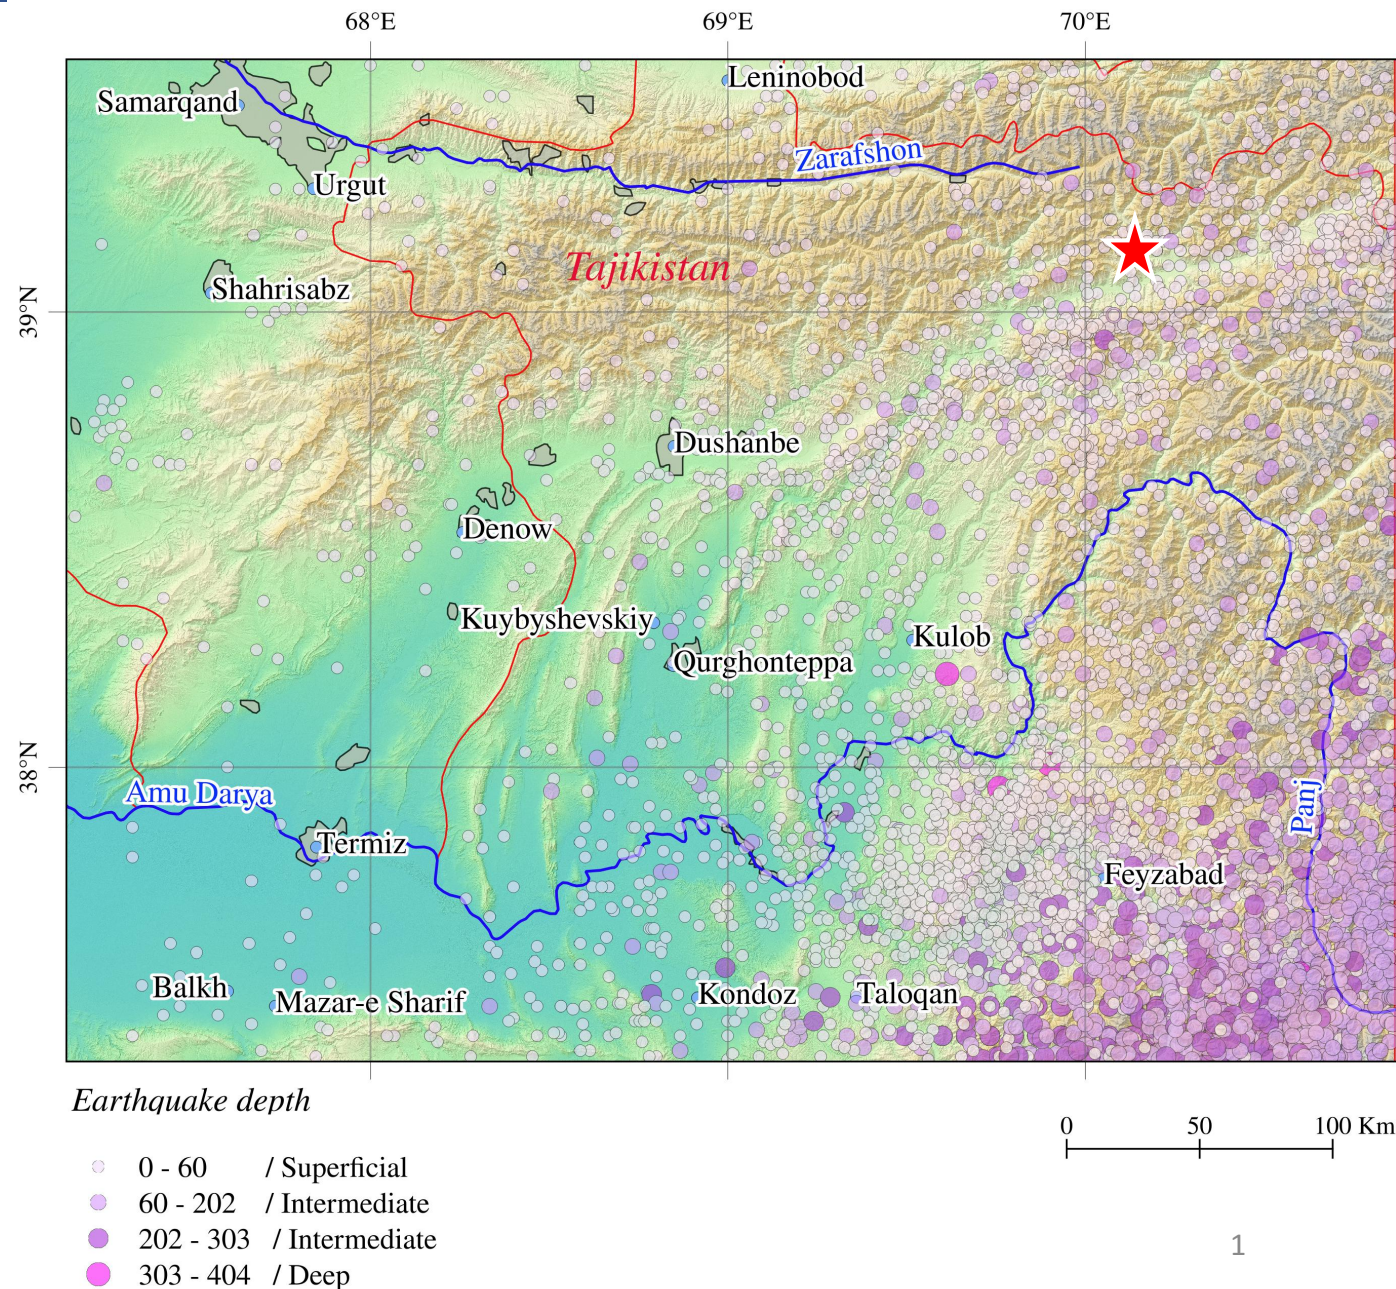 68°E 69°E 70°E
Leninobod
Samarqand
Zarafshon
Urgut
Tajikistan
Shahrisabz
39°N
Dushanbe
Denow
Kuybyshevskiy
Kulob
Qurghonteppa
38°N
Amu Darya
Panj
Termiz
Feyzabad
Balkh
Mazar-e Sharif
Kondoz
Taloqan
Earthquake depth
0 50 100 Km
0 - 60 / Superficial
60 - 202 / Intermediate
202 - 303 / Intermediate
303 - 404 / Deep
1